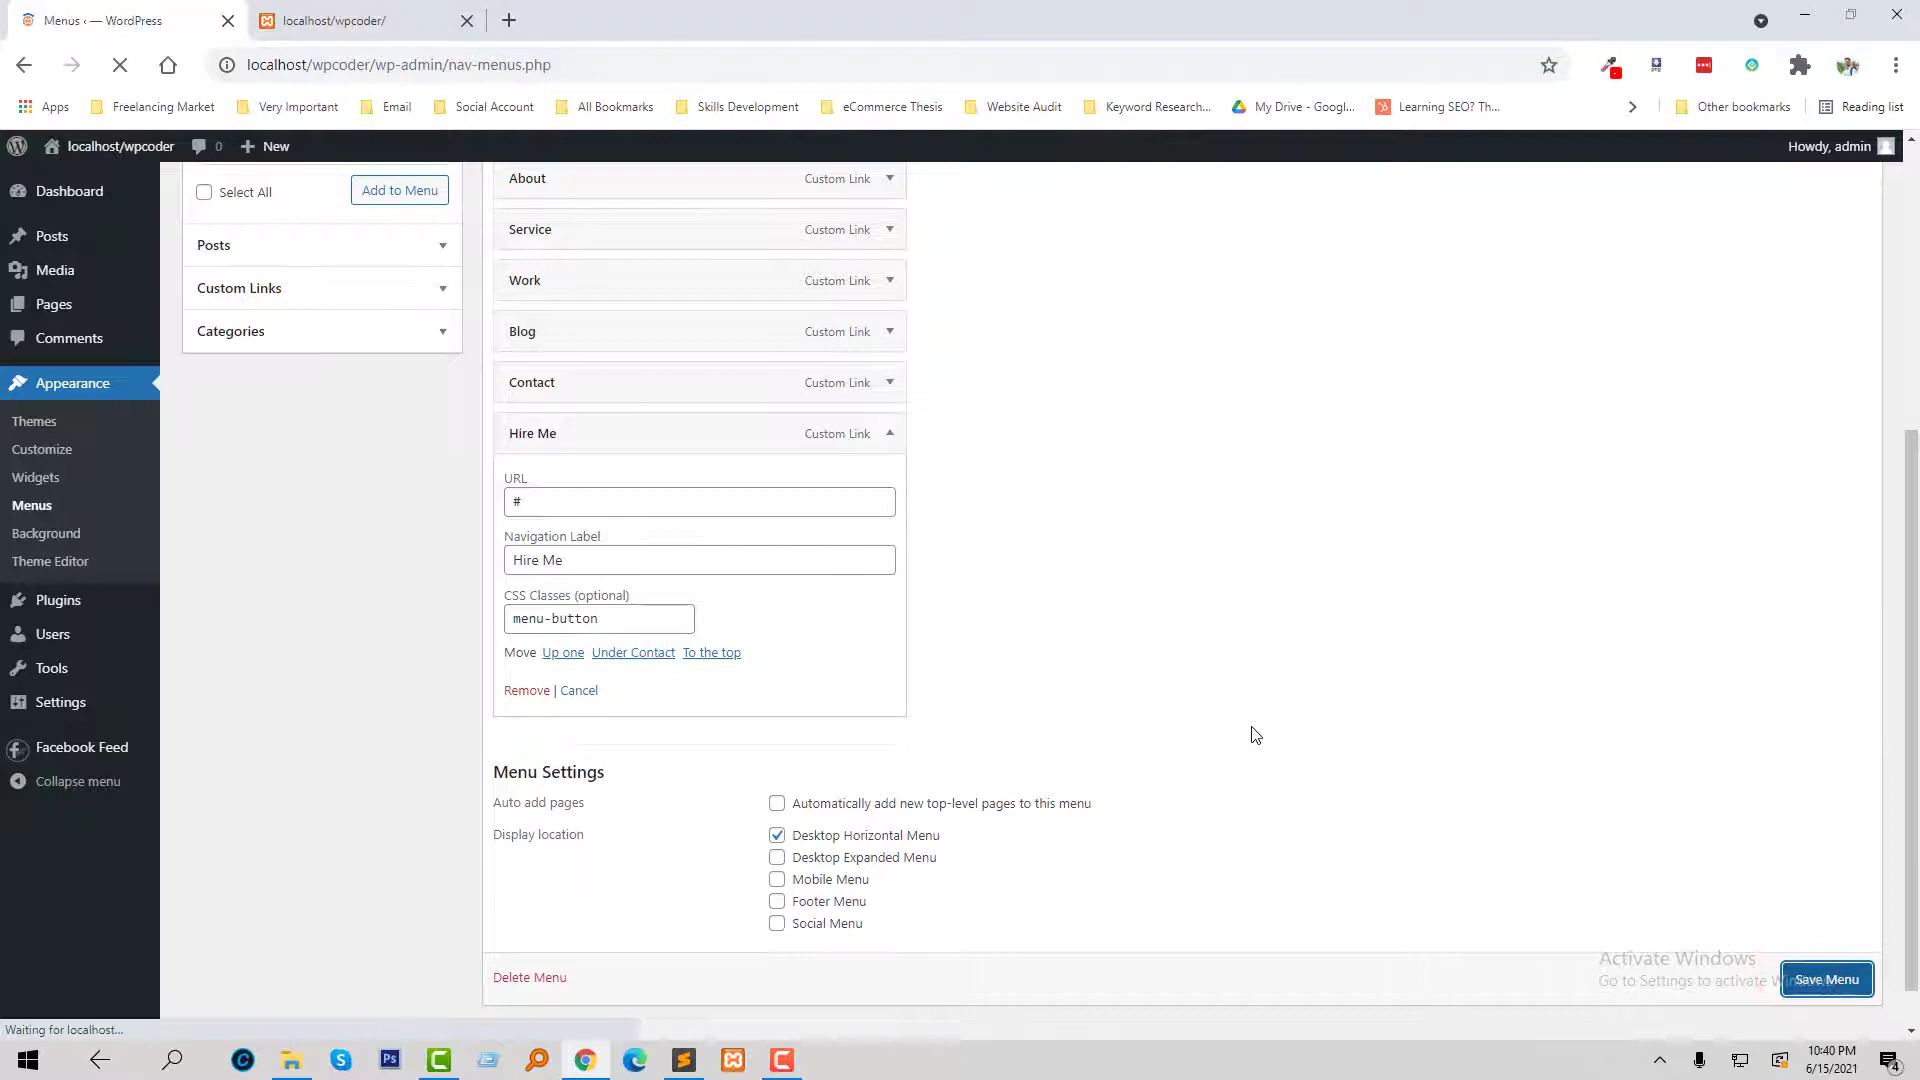 Menus ‹ — WordPress
localhost/wpcoder/
localhost/wpcoder/wp-admin/nav-menus.php
Apps
Freelancing Market
Very Important
Email
Social Account
All Bookmarks
Skills Development
eCommerce Thesis
Website Audit
Keyword Research...
My Drive - Googl...
Learning SEO? Th...
Other bookmarks
Reading list
localhost/wpcoder
0
New
Howdy, admin
Dashboard
Posts
Media
Pages
Comments
Appearance
Themes
Customize
Widgets
Menus
Background
Theme Editor
Plugins
Users
Tools
Settings
Facebook Feed
Collapse menu
Select All
Add to Menu
Posts
Custom Links
Categories
About Custom Link
Service Custom Link
Work Custom Link
Blog Custom Link
Contact Custom Link
Hire Me Custom Link
URL
#
Navigation Label
Hire Me
CSS Classes (optional)
menu-button
Move Up one Under Contact To the top
Remove | Cancel
Menu Settings
Auto add pages
Automatically add new top-level pages to this menu
Display location
Desktop Horizontal Menu
Desktop Expanded Menu
Mobile Menu
Footer Menu
Social Menu
Delete Menu
Activate Windows
Go to Settings to activate
Save Menu
Waiting for localhost...
Ps
10:40 PM
6/15/2021
4